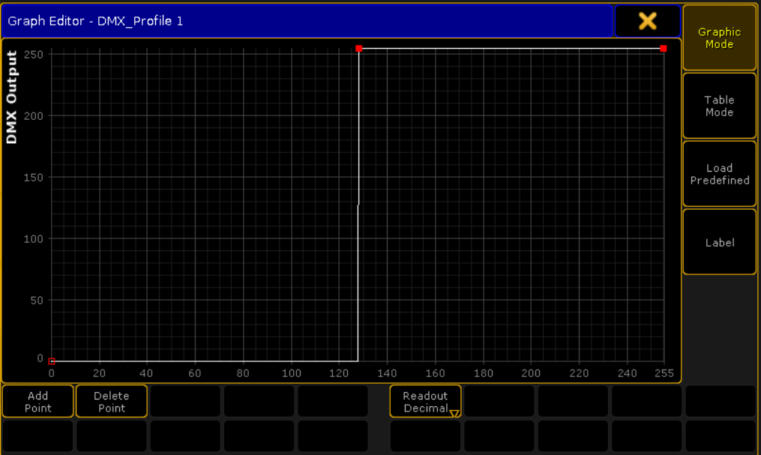 Graph Editor - DMX_Profile 1
Graphic
Mode
DMX Output
250
200
150
100
50
0
0 20 40 60 80 100 120 140 160 180 200 220 240 255
Table
Mode
Load
Predefined
Label
Add
Point
Delete
Point
Readout
Decimal